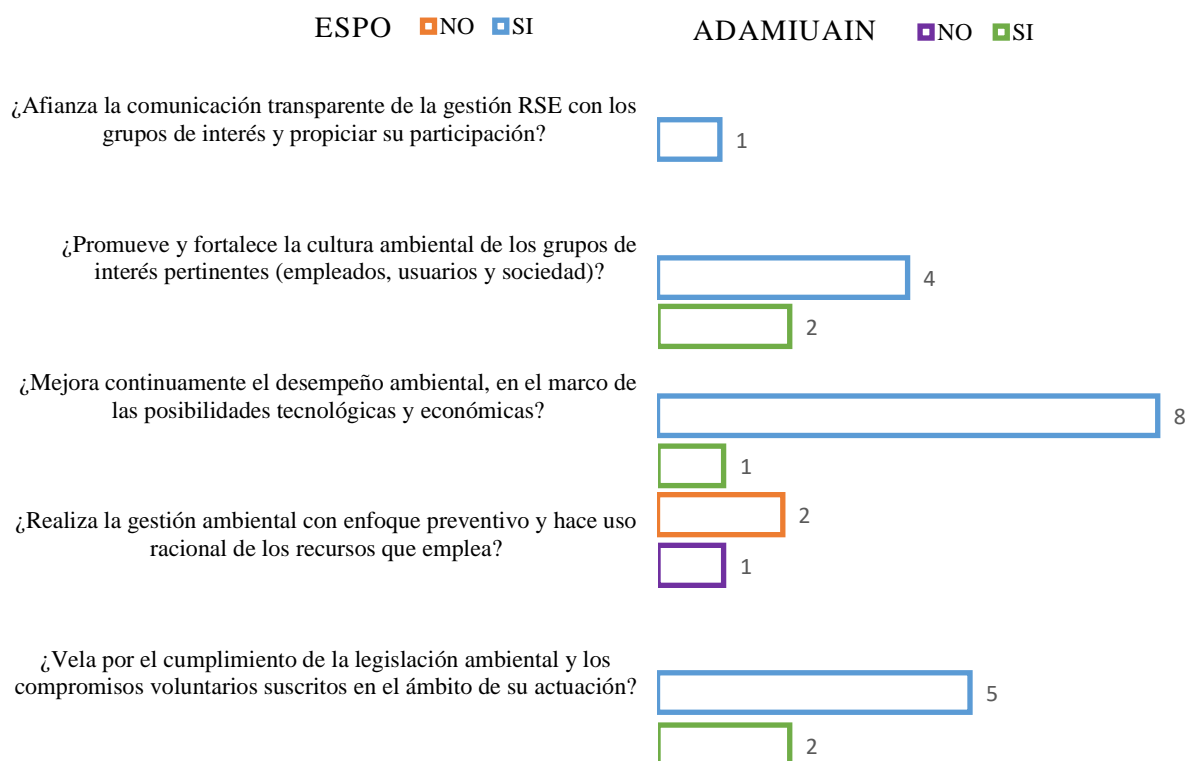 ESPO NO SI ADAMIUAIN NO SI
¿Afianza la comunicación transparente de la gestión RSE con los
grupos de interés y propiciar su participación?
1
¿Promueve y fortalece la cultura ambiental de los grupos de
interés pertinentes (empleados, usuarios y sociedad)?
4
2
¿Mejora continuamente el desempeño ambiental, en el marco de
las posibilidades tecnológicas y económicas?
8
1
¿Realiza la gestión ambiental con enfoque preventivo y hace uso
racional de los recursos que emplea?
2
1
¿Vela por el cumplimiento de la legislación ambiental y los
compromisos voluntarios suscritos en el ámbito de su actuación?
5
2